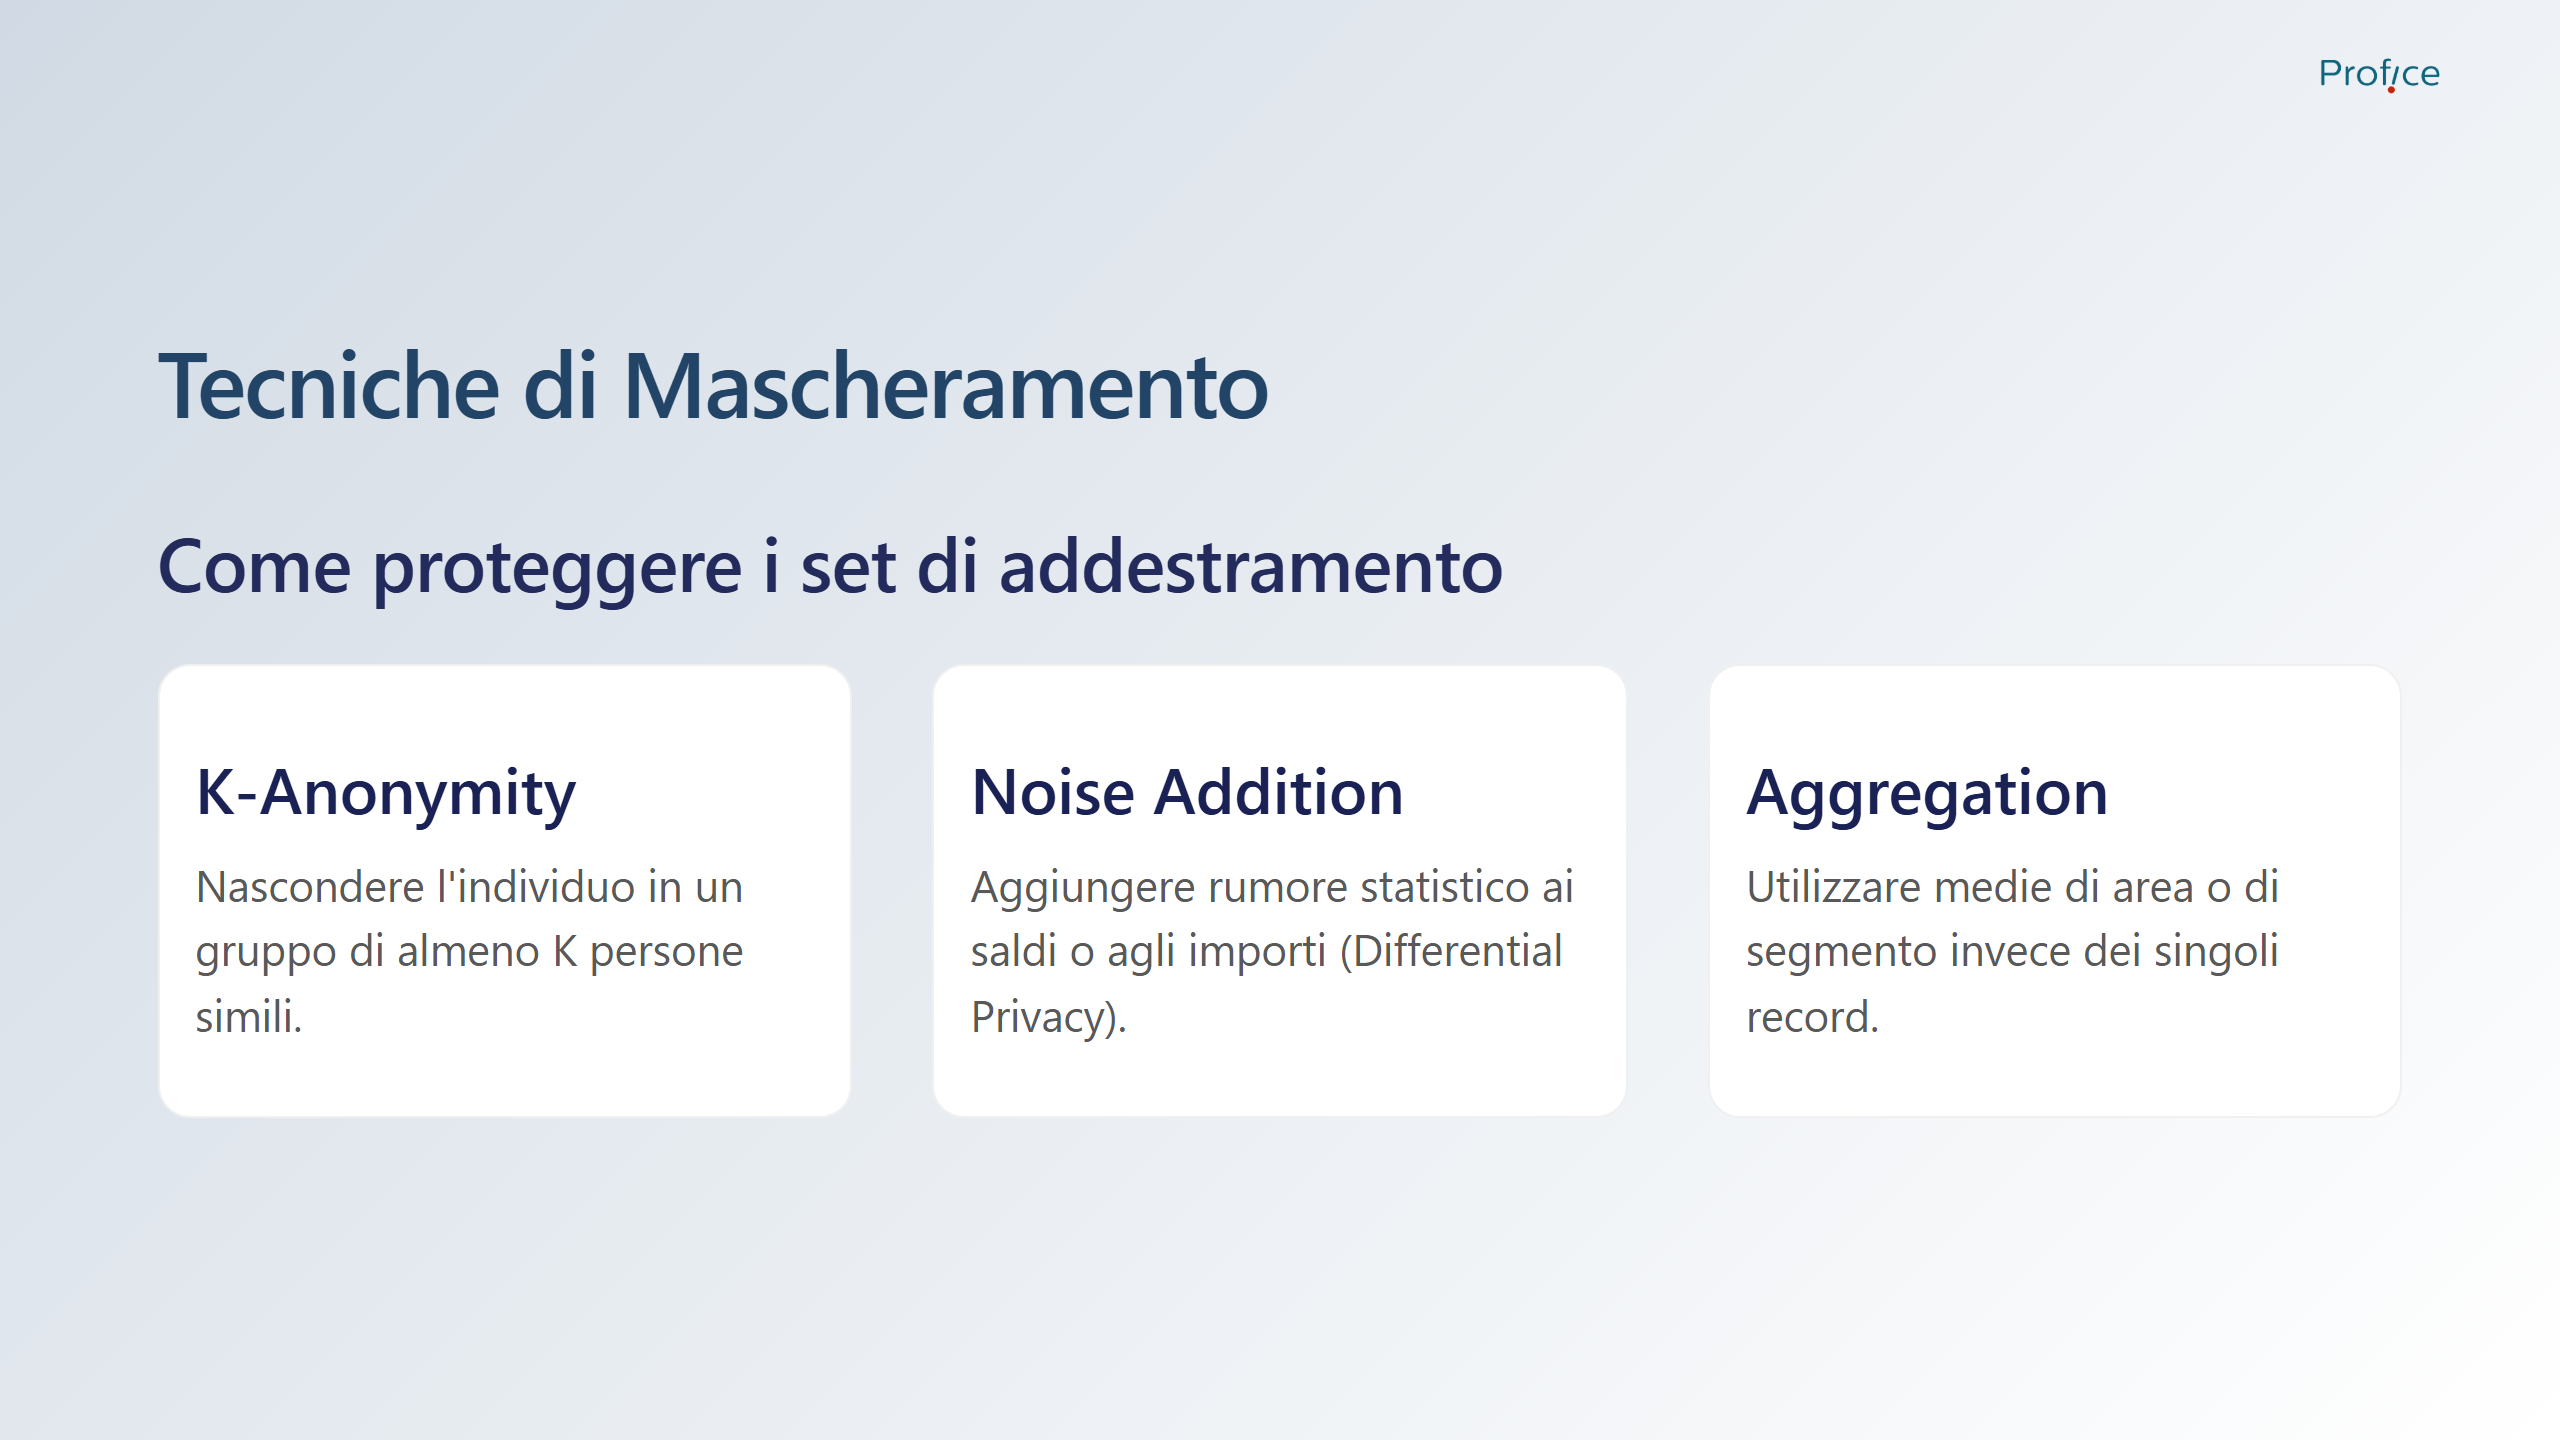 Profice
Tecniche di Mascheramento
Come proteggere i set di addestramento
K-Anonymity
Nascondere l'individuo in un
gruppo di almeno K persone
simili.
Noise Addition
Aggiungere rumore statistico ai
saldi o agli importi (Differential
Privacy).
Aggregation
Utilizzare medie di area o di
segmento invece dei singoli
record.